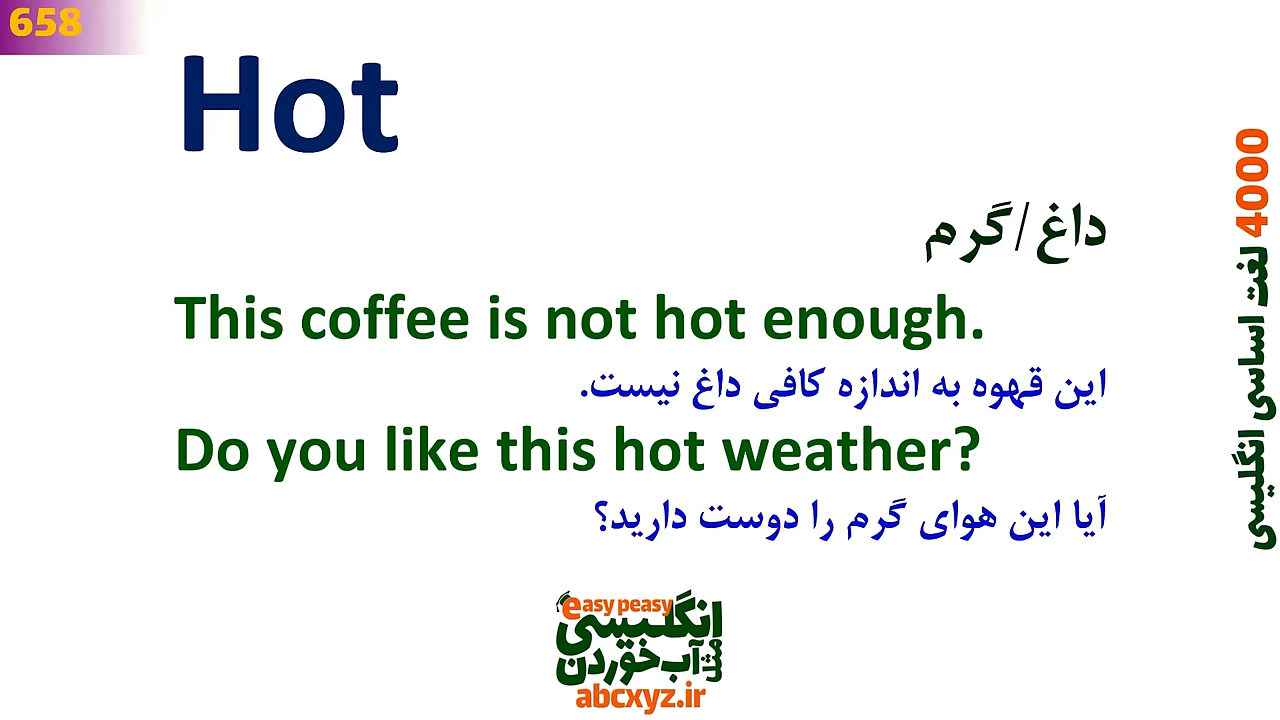 658
Hot
داغ/گرم
This coffee is not hot enough.
این قهوه به اندازه کافی داغ نیست.
Do you like this hot weather?
آیا این هوای گرم را دوست دارید؟
4000 لغت اساسی انگلیسی
easy peasy
انگلیسی
مثل آب خوردن
abcxyz.ir